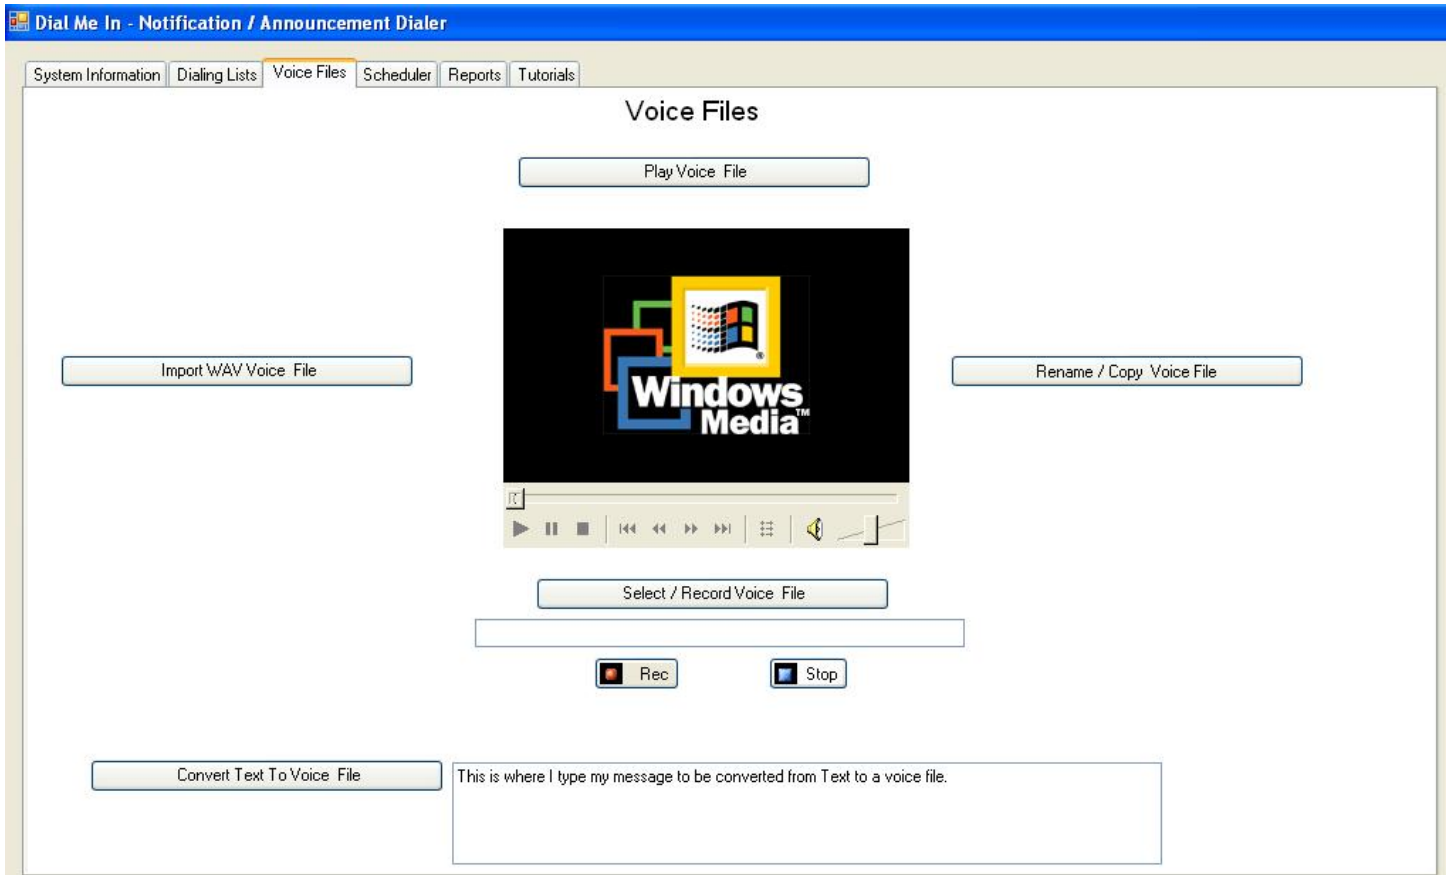 Dial Me In - Notification / Announcement Dialer
System Information Dialing Lists Voice Files Scheduler Reports Tutorials
Voice Files
Play Voice File
Windows
Media™
Import WAV Voice File
Rename / Copy Voice File
Select / Record Voice File
Rec Stop
Convert Text To Voice File
This is where I type my message to be converted from Text to a voice file.